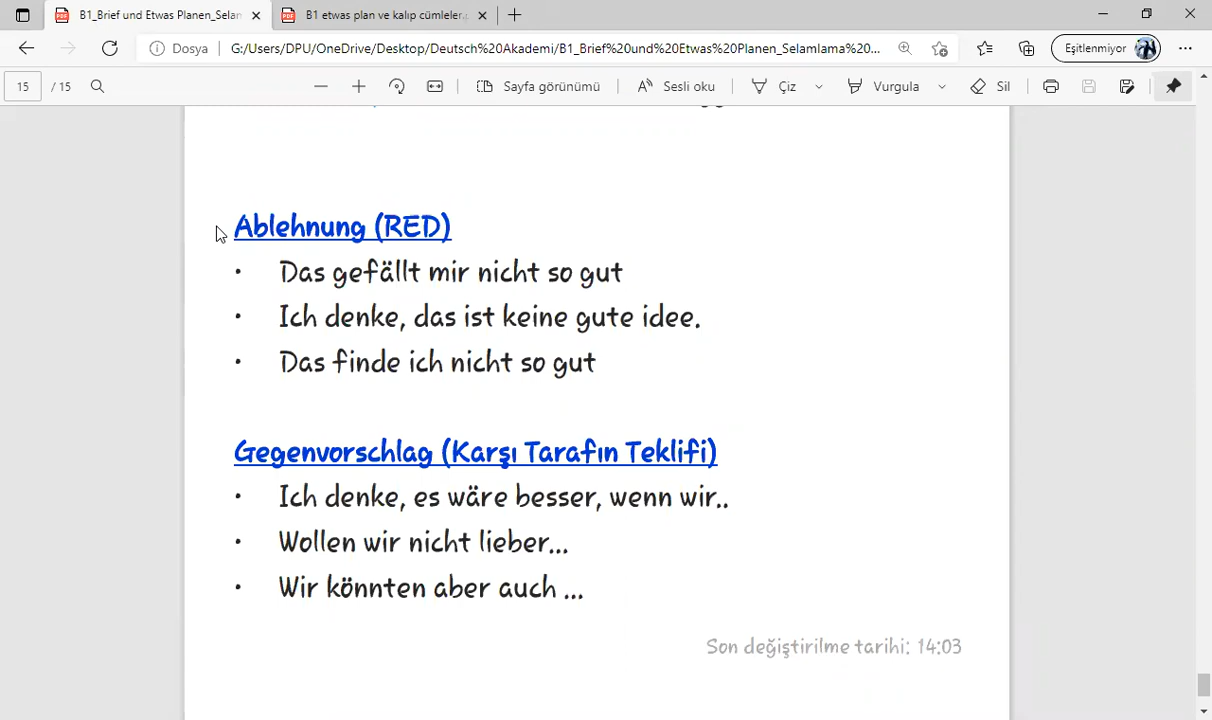 B1_Brief und Etwas Planen_Selam
B1 etwas plan ve kalıp cümleler.p
Dosya
G:/Users/DPU/OneDrive/Desktop/Deutsch%20Akademi/B1_Brief%20und%20Etwas%20Planen_Selamlama%20...
Eşitlenmiyor
15 / 15
Sayfa görünümü
Sesli oku
Çiz
Vurgula
Sil
Ablehnung (RED)
• Das gefällt mir nicht so gut
• Ich denke, das ist keine gute idee.
• Das finde ich nicht so gut
Gegenvorschlag (Karşı Tarafın Teklifi)
• Ich denke, es wäre besser, wenn wir..
• Wollen wir nicht lieber...
• Wir könnten aber auch ...
Son değiştirilme tarihi: 14:03